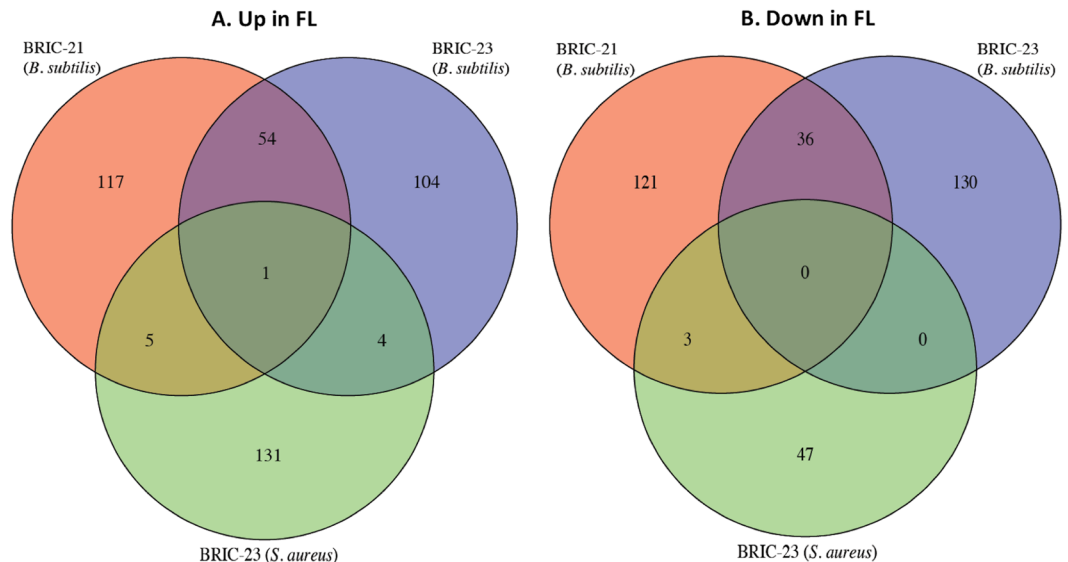 A. Up in FL
BRIC-21
(B. subtilis)
BRIC-23
(B. subtilis)
54
117
104
1
5
4
131
BRIC-23 (S. aureus)
B. Down in FL
BRIC-21
(B. subtilis)
BRIC-23
(B. subtilis)
36
121
130
0
3
0
47
BRIC-23 (S. aureus)